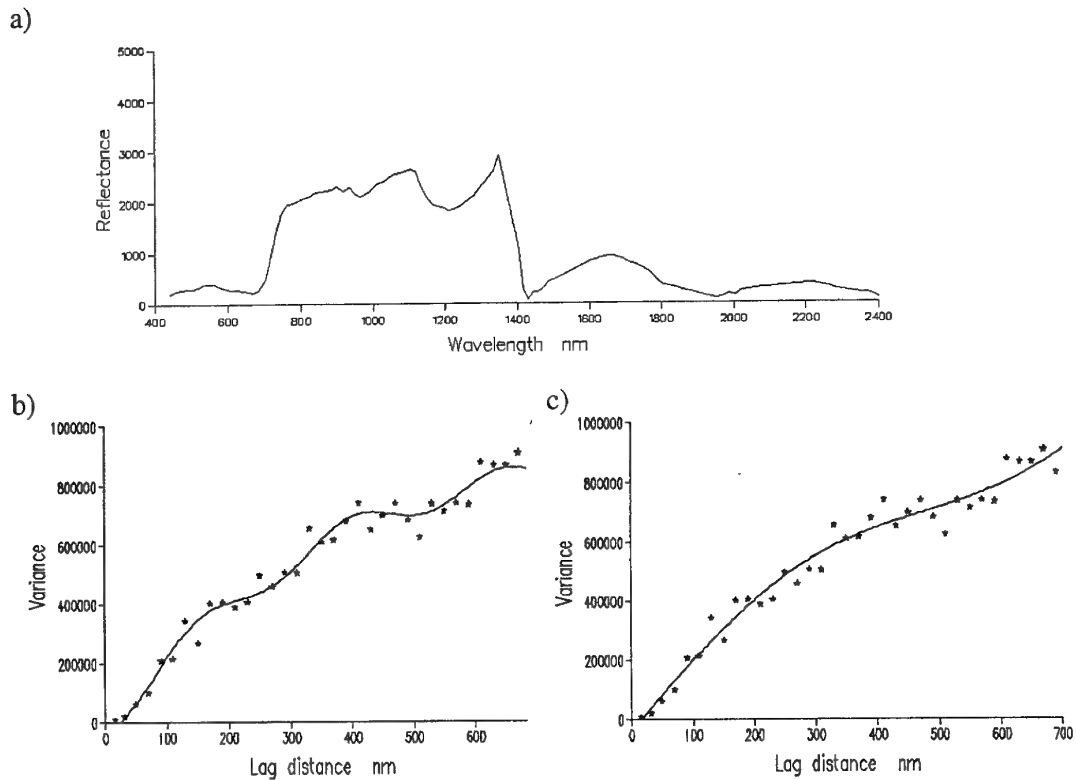 a)
5000
4000
3000
2000
1000
0
Reflectance
400 600 800 1000 1200 1400 1600 1800 2000 2200 2400
Wavelength nm
b)
1000000
800000
600000
400000
200000
0
Variance
0 100 200 300 400 500 600
Lag distance nm
c)
1000000
800000
600000
400000
200000
0
Variance
0 100 200 300 400 500 600 700
Lag distance nm